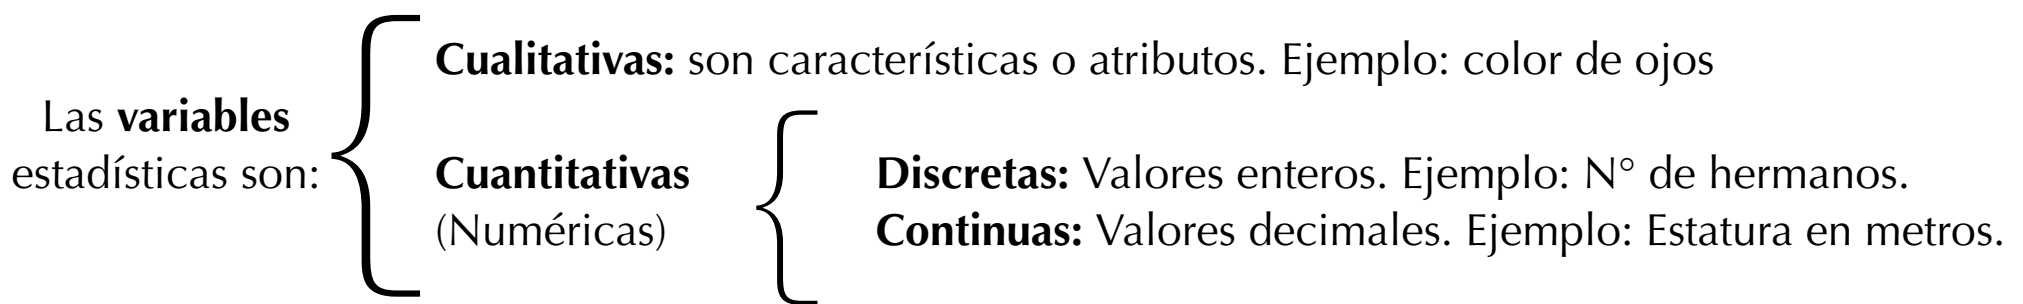 Las variables
estadísticas son:
Cualitativas: son características o atributos. Ejemplo: color de ojos
Cuantitativas
(Numéricas)
Discretas: Valores enteros. Ejemplo: N° de hermanos.
Continuas: Valores decimales. Ejemplo: Estatura en metros.